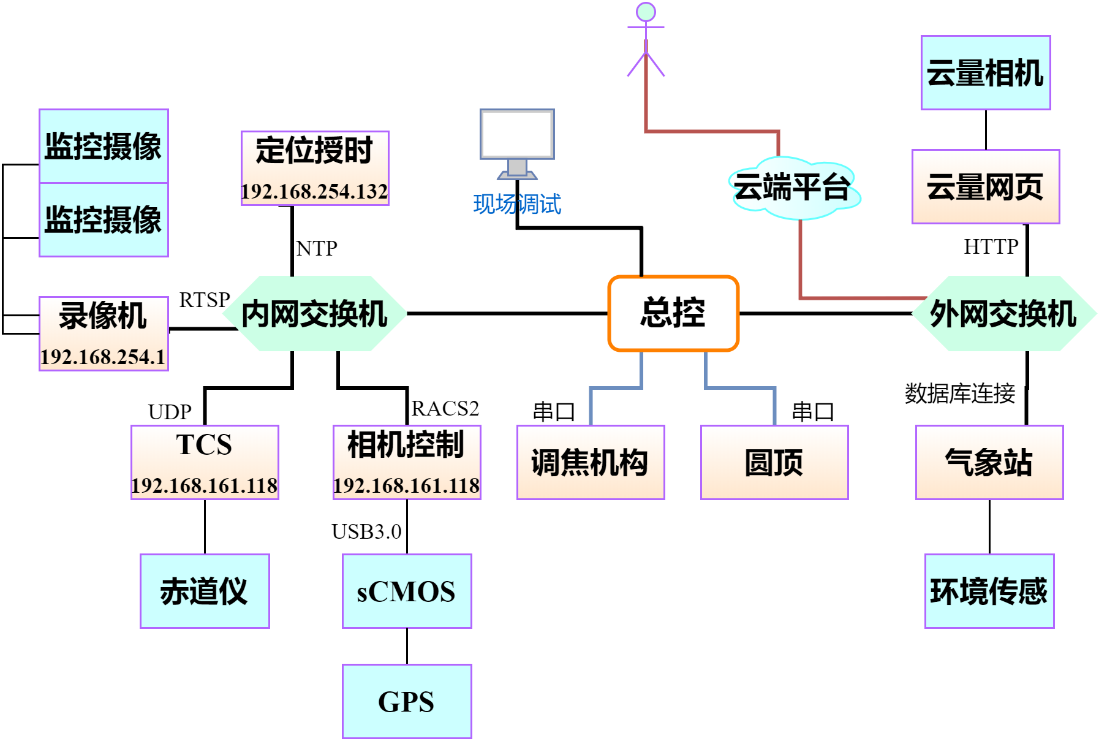 云量相机
监控摄像
定位授时
192.168.254.132
云端平台
云量网页
现场调试
监控摄像
NTP
HTTP
RTSP
录像机
192.168.254.1
内网交换机
总控
外网交换机
数据库连接
UDP
RACS2
串口
串口
TCS
192.168.161.118
相机控制
192.168.161.118
调焦机构
圆顶
气象站
USB3.0
赤道仪
sCMOS
环境传感
GPS